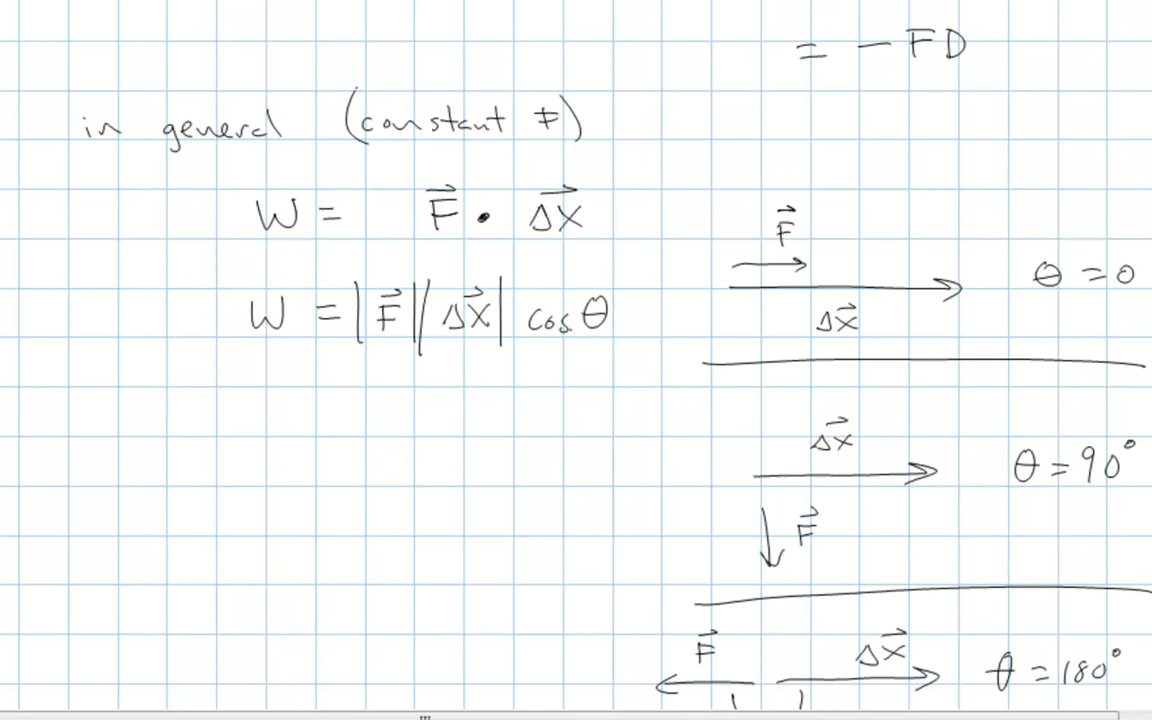 = − FD
in general (constant F)
W = F⃗ • Δx⃗
W = |F⃗||Δx⃗| cos θ
F⃗
θ = 0
Δx⃗
Δx⃗
θ = 90°
F⃗
F⃗ Δx⃗ θ = 180°